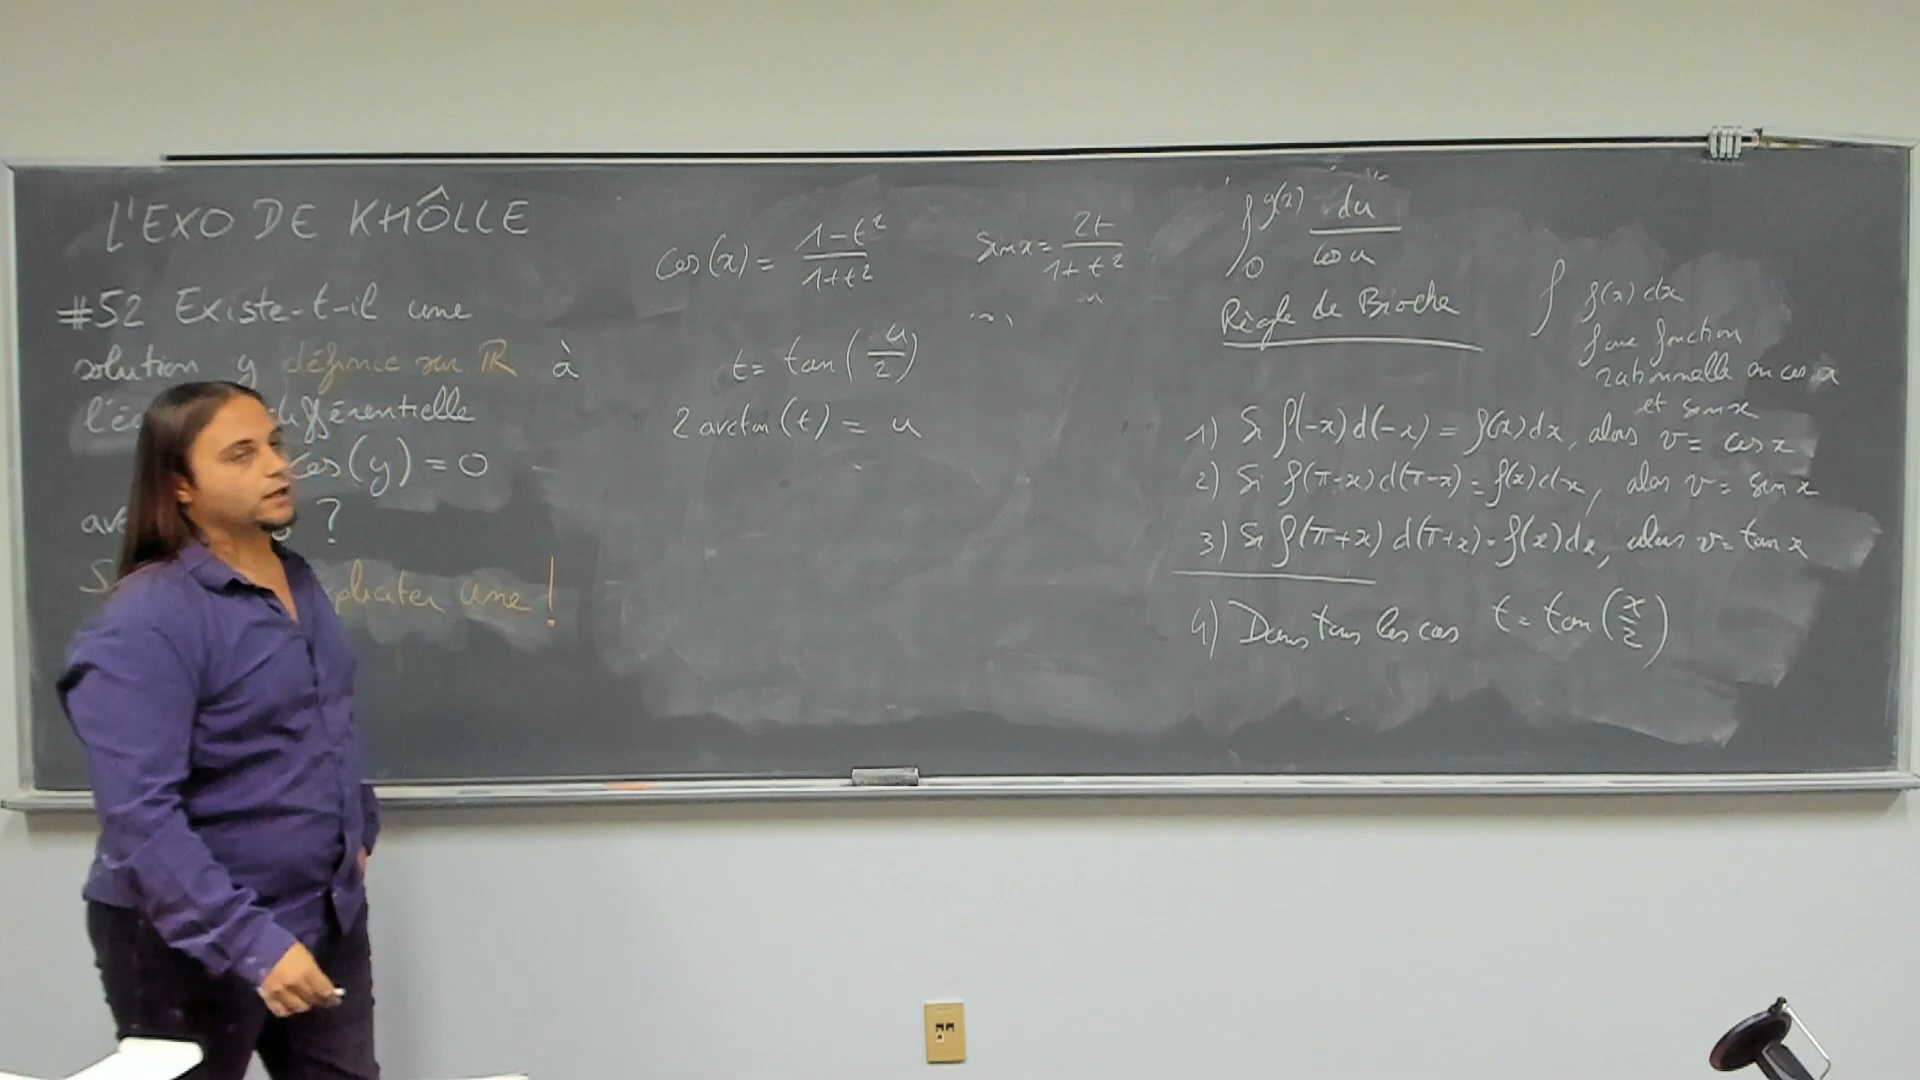 L'EXO DE KHÔLLE
#52 Existe-t-il une
solution y définie sur ℝ à
différentielle
cos(y) = 0
?
expliciter une !
cos(x) = (1-t²)/(1+t²)
sin x = 2t/(1+t²)
t = tan(u/2)
2 arctan(t) = u
∫₀^{y(x)} du/cos u
Règle de Bioche
∫ f(x) dx
f une fonction
rationnelle en cos x
et sin x
1) Si f(-x)d(-x) = f(x)dx, alors v = cos x
2) Si f(π-x)d(π-x) = f(x)dx, alors v = sin x
3) Si f(π+x)d(π+x) = f(x)dx, alors v = tan x
4) Dans tous les cas t = tan(x/2)